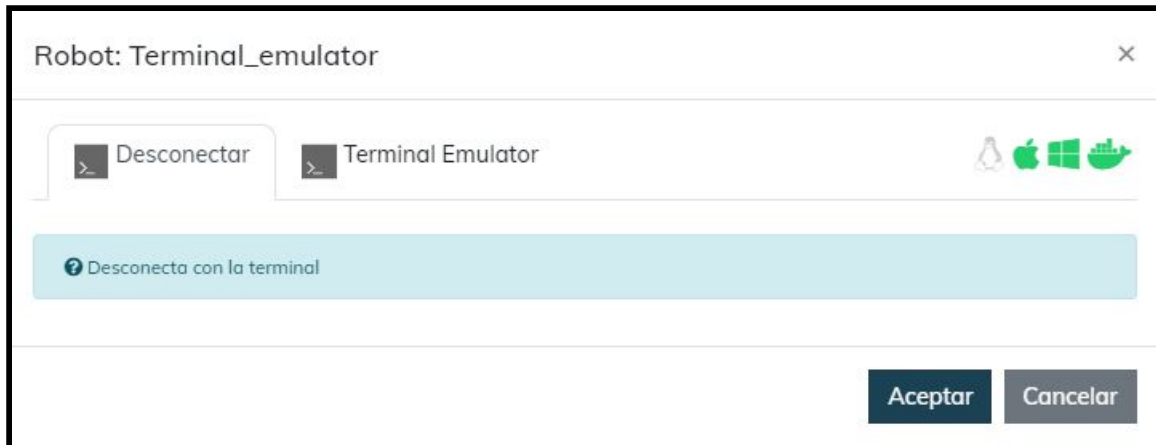 Robot: Terminal_emulator ×
>_ Desconectar >_ Terminal Emulator
? Desconecta con la terminal
Aceptar Cancelar